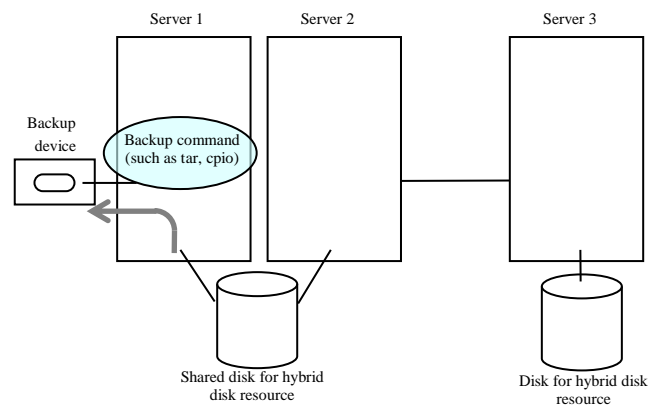 Server 1
Server 2
Server 3
Backup
device
Backup command
(such as tar, cpio)
Shared disk for hybrid
disk resource
Disk for hybrid disk
resource